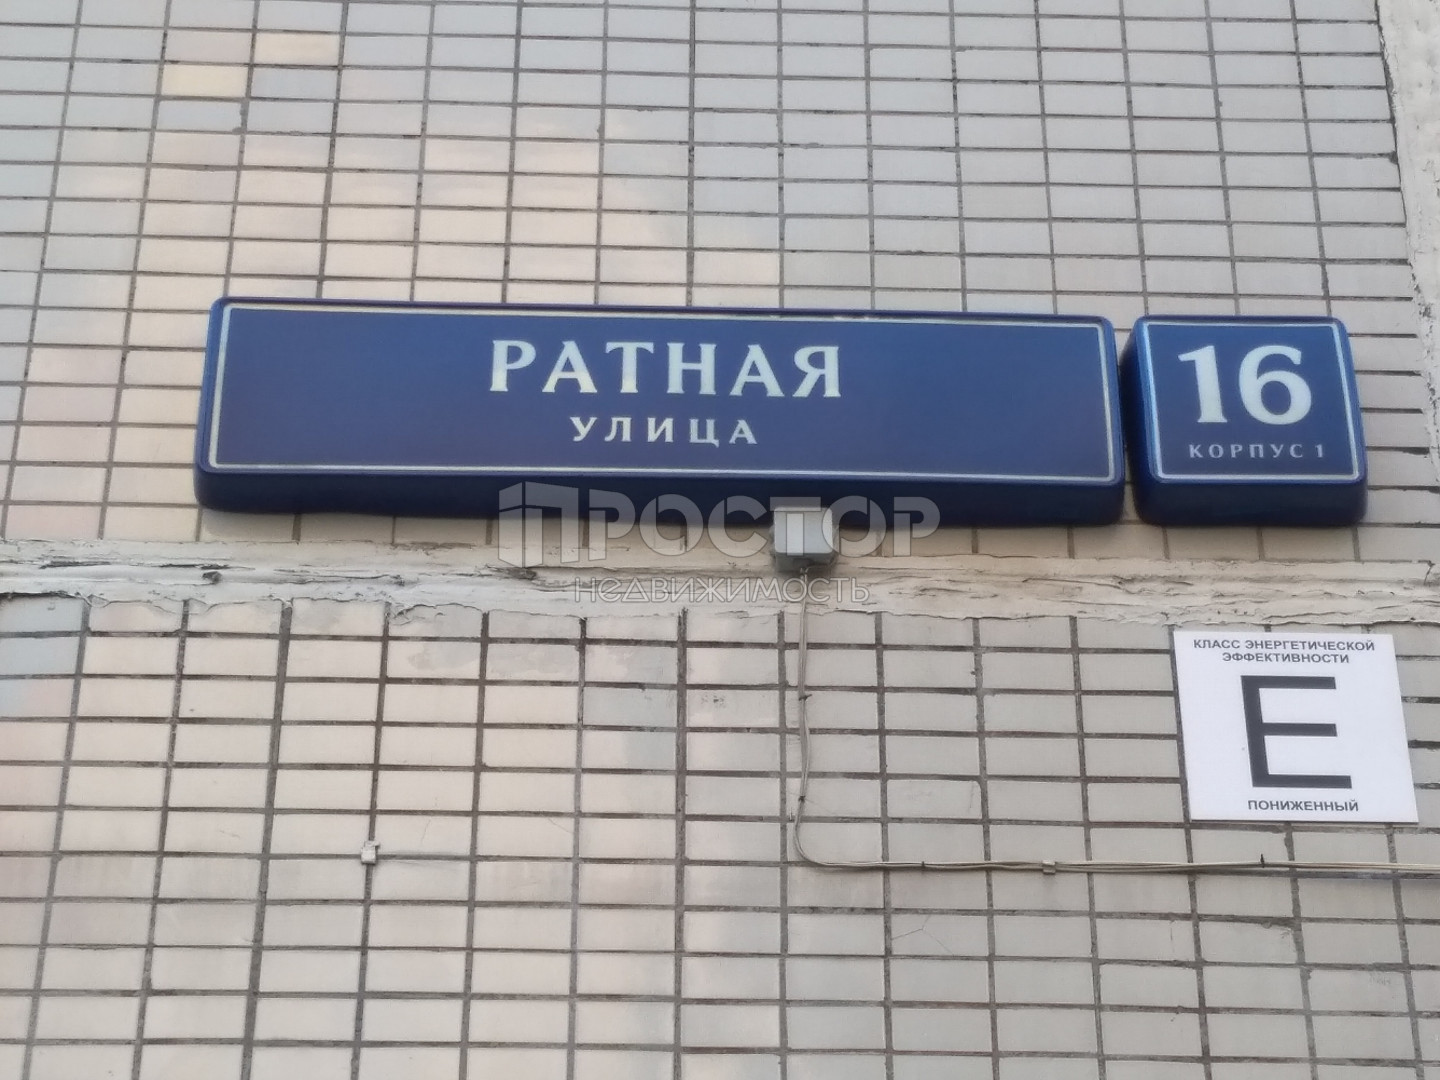 РАТНАЯ
УЛИЦА
16
КОРПУС 1
ПРОСТОР
НЕДВИЖИМОСТЬ
КЛАСС ЭНЕРГЕТИЧЕСКОЙ
ЭФФЕКТИВНОСТИ
E
ПОНИЖЕННЫЙ